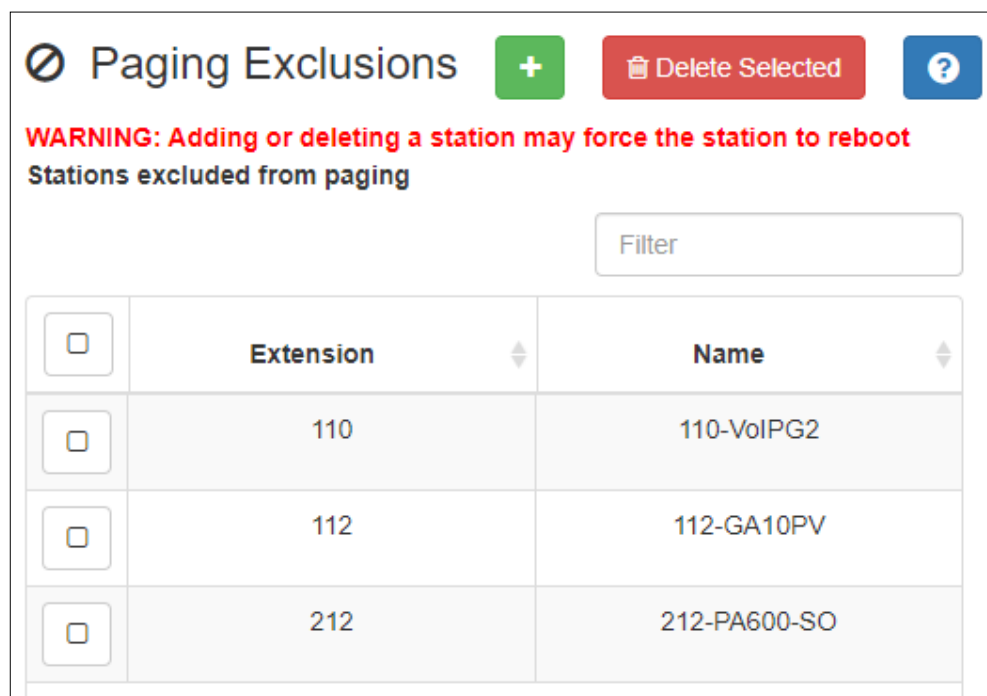 Paging Exclusions + Delete Selected ?
WARNING: Adding or deleting a station may force the station to reboot
Stations excluded from paging
Filter
Extension Name
110 110-VoIPG2
112 112-GA10PV
212 212-PA600-SO